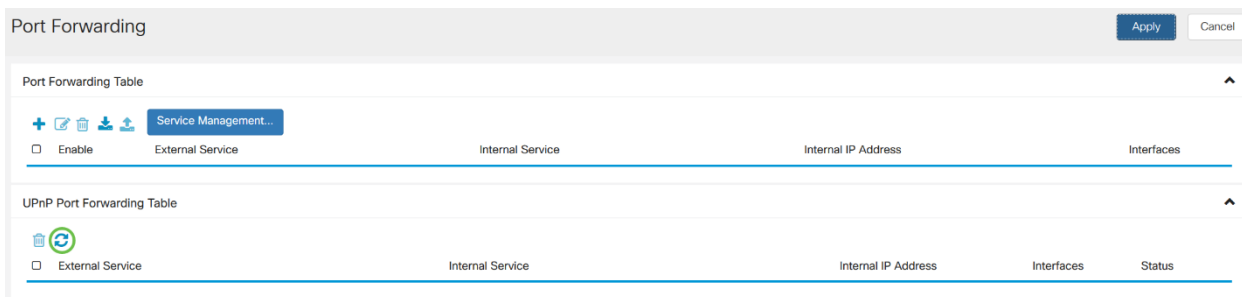 Port Forwarding Apply Cancel
Port Forwarding Table
Service Management...
Enable External Service Internal Service Internal IP Address Interfaces
UPnP Port Forwarding Table
External Service Internal Service Internal IP Address Interfaces Status